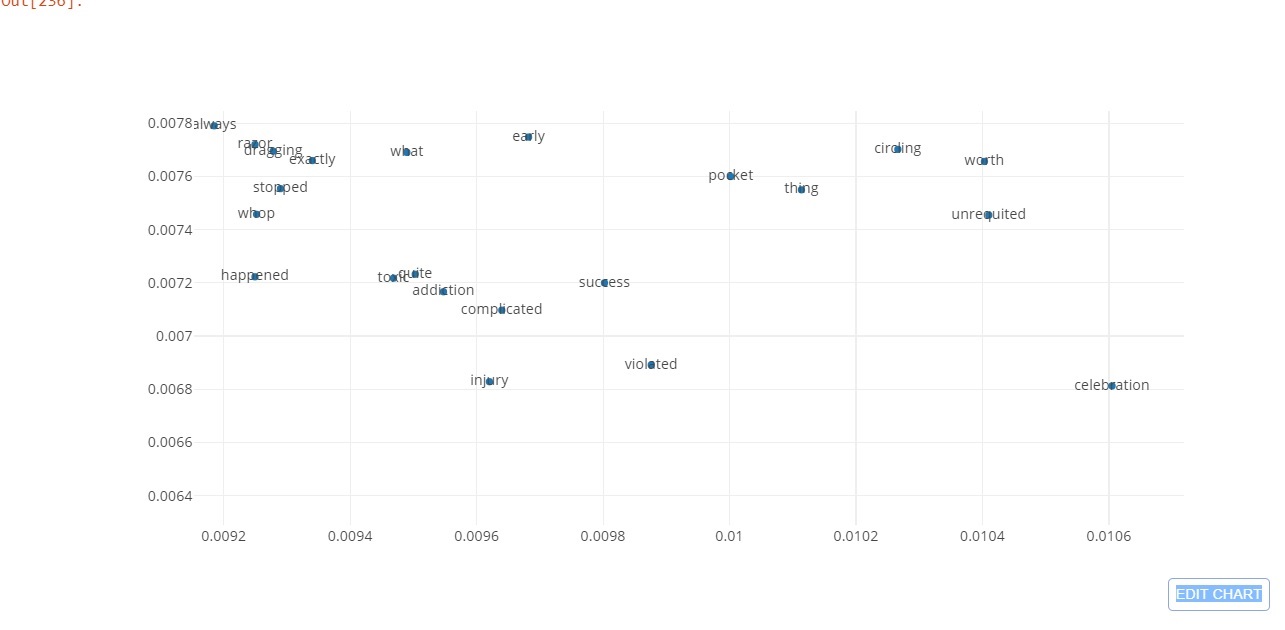 Out[236]:
0.0078
always
early
razor
dragging
what
circling
exactly
worth
0.0076
pocket
stopped
thing
whop
unrequited
0.0074
happened
toxic
quite
0.0072
success
addiction
complicated
0.007
violated
injury
celebration
0.0068
0.0066
0.0064
0.0092 0.0094 0.0096 0.0098 0.01 0.0102 0.0104 0.0106
EDIT CHART